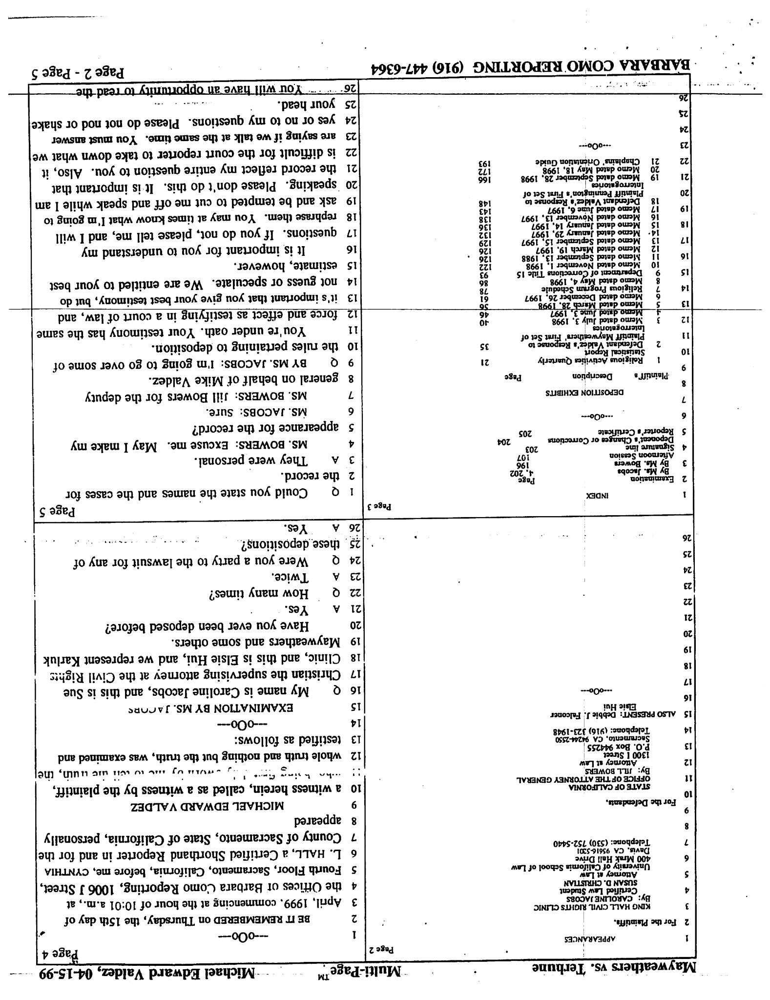 Mayweathers vs. Terhune Multi-Page™ Michael Edward Valdez, 04-15-99
Page 2
1 APPEARANCES
2 For the Plaintiffs,
3 KING HALL CIVIL RIGHTS CLINIC
By: CAROLINE JACOBS
4 Certified Law Student
SUSAN D. CHRISTIAN
5 Attorney at Law
University of California School of Law
6 400 Mrak Hall Drive
Davis, CA 95616-5201
7 Telephone: (530) 752-5440
8
9
For the Defendants,
10
STATE OF CALIFORNIA
11 OFFICE OF THE ATTORNEY GENERAL
By: JILL BOWERS
12 Attorney at Law
1300 I Street
13 P.O. Box 944255
Sacramento, CA 94244-2550
14 Telephone: (916) 323-1948
15 ALSO PRESENT: Debbie J. Falconer
Elsie Hui
16
---oOo---
17
18
19
20
21
22
23
24
25
26
Page 3
1 INDEX
2 Examination Page
By Ms. Jacobs 4, 202
3 By Ms. Bowers 196
Afternoon Session 107
4 Signature line 203
Deponent's Changes or Corrections 204
5 Reporter's Certificate 205
6 ---oOo---
7
DEPOSITION EXHIBITS
8
Plaintiff's Description Page
9
1 Religious Activities Quarterly 21
10 Statistical Report
2 Defendant Valdez's Response to 35
11 Plaintiff Mayweathers' First Set of
Interrogatories
12 3 Memo dated July 3, 1998 40
4 Memo dated June 3, 1997 46
13 5 Memo dated March 28, 1998 56
6 Memo dated December 26, 1997 61
14 7 Religious Program Schedule 78
8 Memo dated May 4, 1998 86
15 9 Department of Corrections Title 15 93
10 Memo dated November 1, 1998 122
16 11 Memo dated September 13, 1988 126
12 Memo dated March 19, 1997 126
17 13 Memo dated September 15, 1997 129
14 Memo dated January 29, 1997 132
18 15 Memo dated January 14, 1997 136
16 Memo dated November 13, 1997 138
19 17 Memo dated June 6, 1997 143
18 Defendant Valdez's Response to 148
20 Plaintiff Pennington's First Set of
Interrogatories
21 19 Memo dated September 28, 1998 166
20 Memo dated May 18, 1998 172
22 21 Chaplains' Orientation Guide 193
23 ---oOo---
24
25
26
Page 4
1 ---oOo---
2 BE IT REMEMBERED on Thursday, the 15th day of
3 April, 1999, commencing at the hour of 10:01 a.m., at
4 the Offices of Barbara Como Reporting, 1006 J Street,
5 Fourth Floor, Sacramento, California, before me, CYNTHIA
6 L. HALL, a Certified Shorthand Reporter in and for the
7 County of Sacramento, State of California, personally
8 appeared
9 MICHAEL EDWARD VALDEZ
10 a witness herein, called as a witness by the plaintiff,
11 who, being first duly sworn by me to tell the truth, the
12 whole truth and nothing but the truth, was examined and
13 testified as follows:
14 ---oOo---
15 EXAMINATION BY MS. JACOBS
16 Q My name is Caroline Jacobs, and this is Sue
17 Christian the supervising attorney at the Civil Rights
18 Clinic, and this is Elsie Hui, and we represent Karluk
19 Mayweathers and some others.
20 Have you ever been deposed before?
21 A Yes.
22 Q How many times?
23 A Twice.
24 Q Were you a party to the lawsuit for any of
25 these depositions?
26 A Yes.
Page 5
1 Q Could you state the names and the cases for
2 the record.
3 A They were personal.
4 MS. BOWERS: Excuse me. May I make my
5 appearance for the record?
6 MS. JACOBS: Sure.
7 MS. BOWERS: Jill Bowers for the deputy
8 general on behalf of Mike Valdez.
9 Q BY MS. JACOBS: I'm going to go over some of
10 the rules pertaining to deposition.
11 You're under oath. Your testimony has the same
12 force and effect as testifying in a court of law, and
13 it's important that you give your best testimony, but do
14 not guess or speculate. We are entitled to your best
15 estimate, however.
16 It is important for you to understand my
17 questions. If you do not, please tell me, and I will
18 rephrase them. You may at times know what I'm going to
19 ask and be tempted to cut me off and speak while I am
20 speaking. Please don't do this. It is important that
21 the record reflect my entire question to you. Also, it
22 is difficult for the court reporter to take down what we
23 are saying if we talk at the same time. You must answer
24 yes or no to my questions. Please do not nod or shake
25 your head.
26 You will have an opportunity to read the
BARBARA COMO REPORTING (916) 447-6364 Page 2 - Page 5